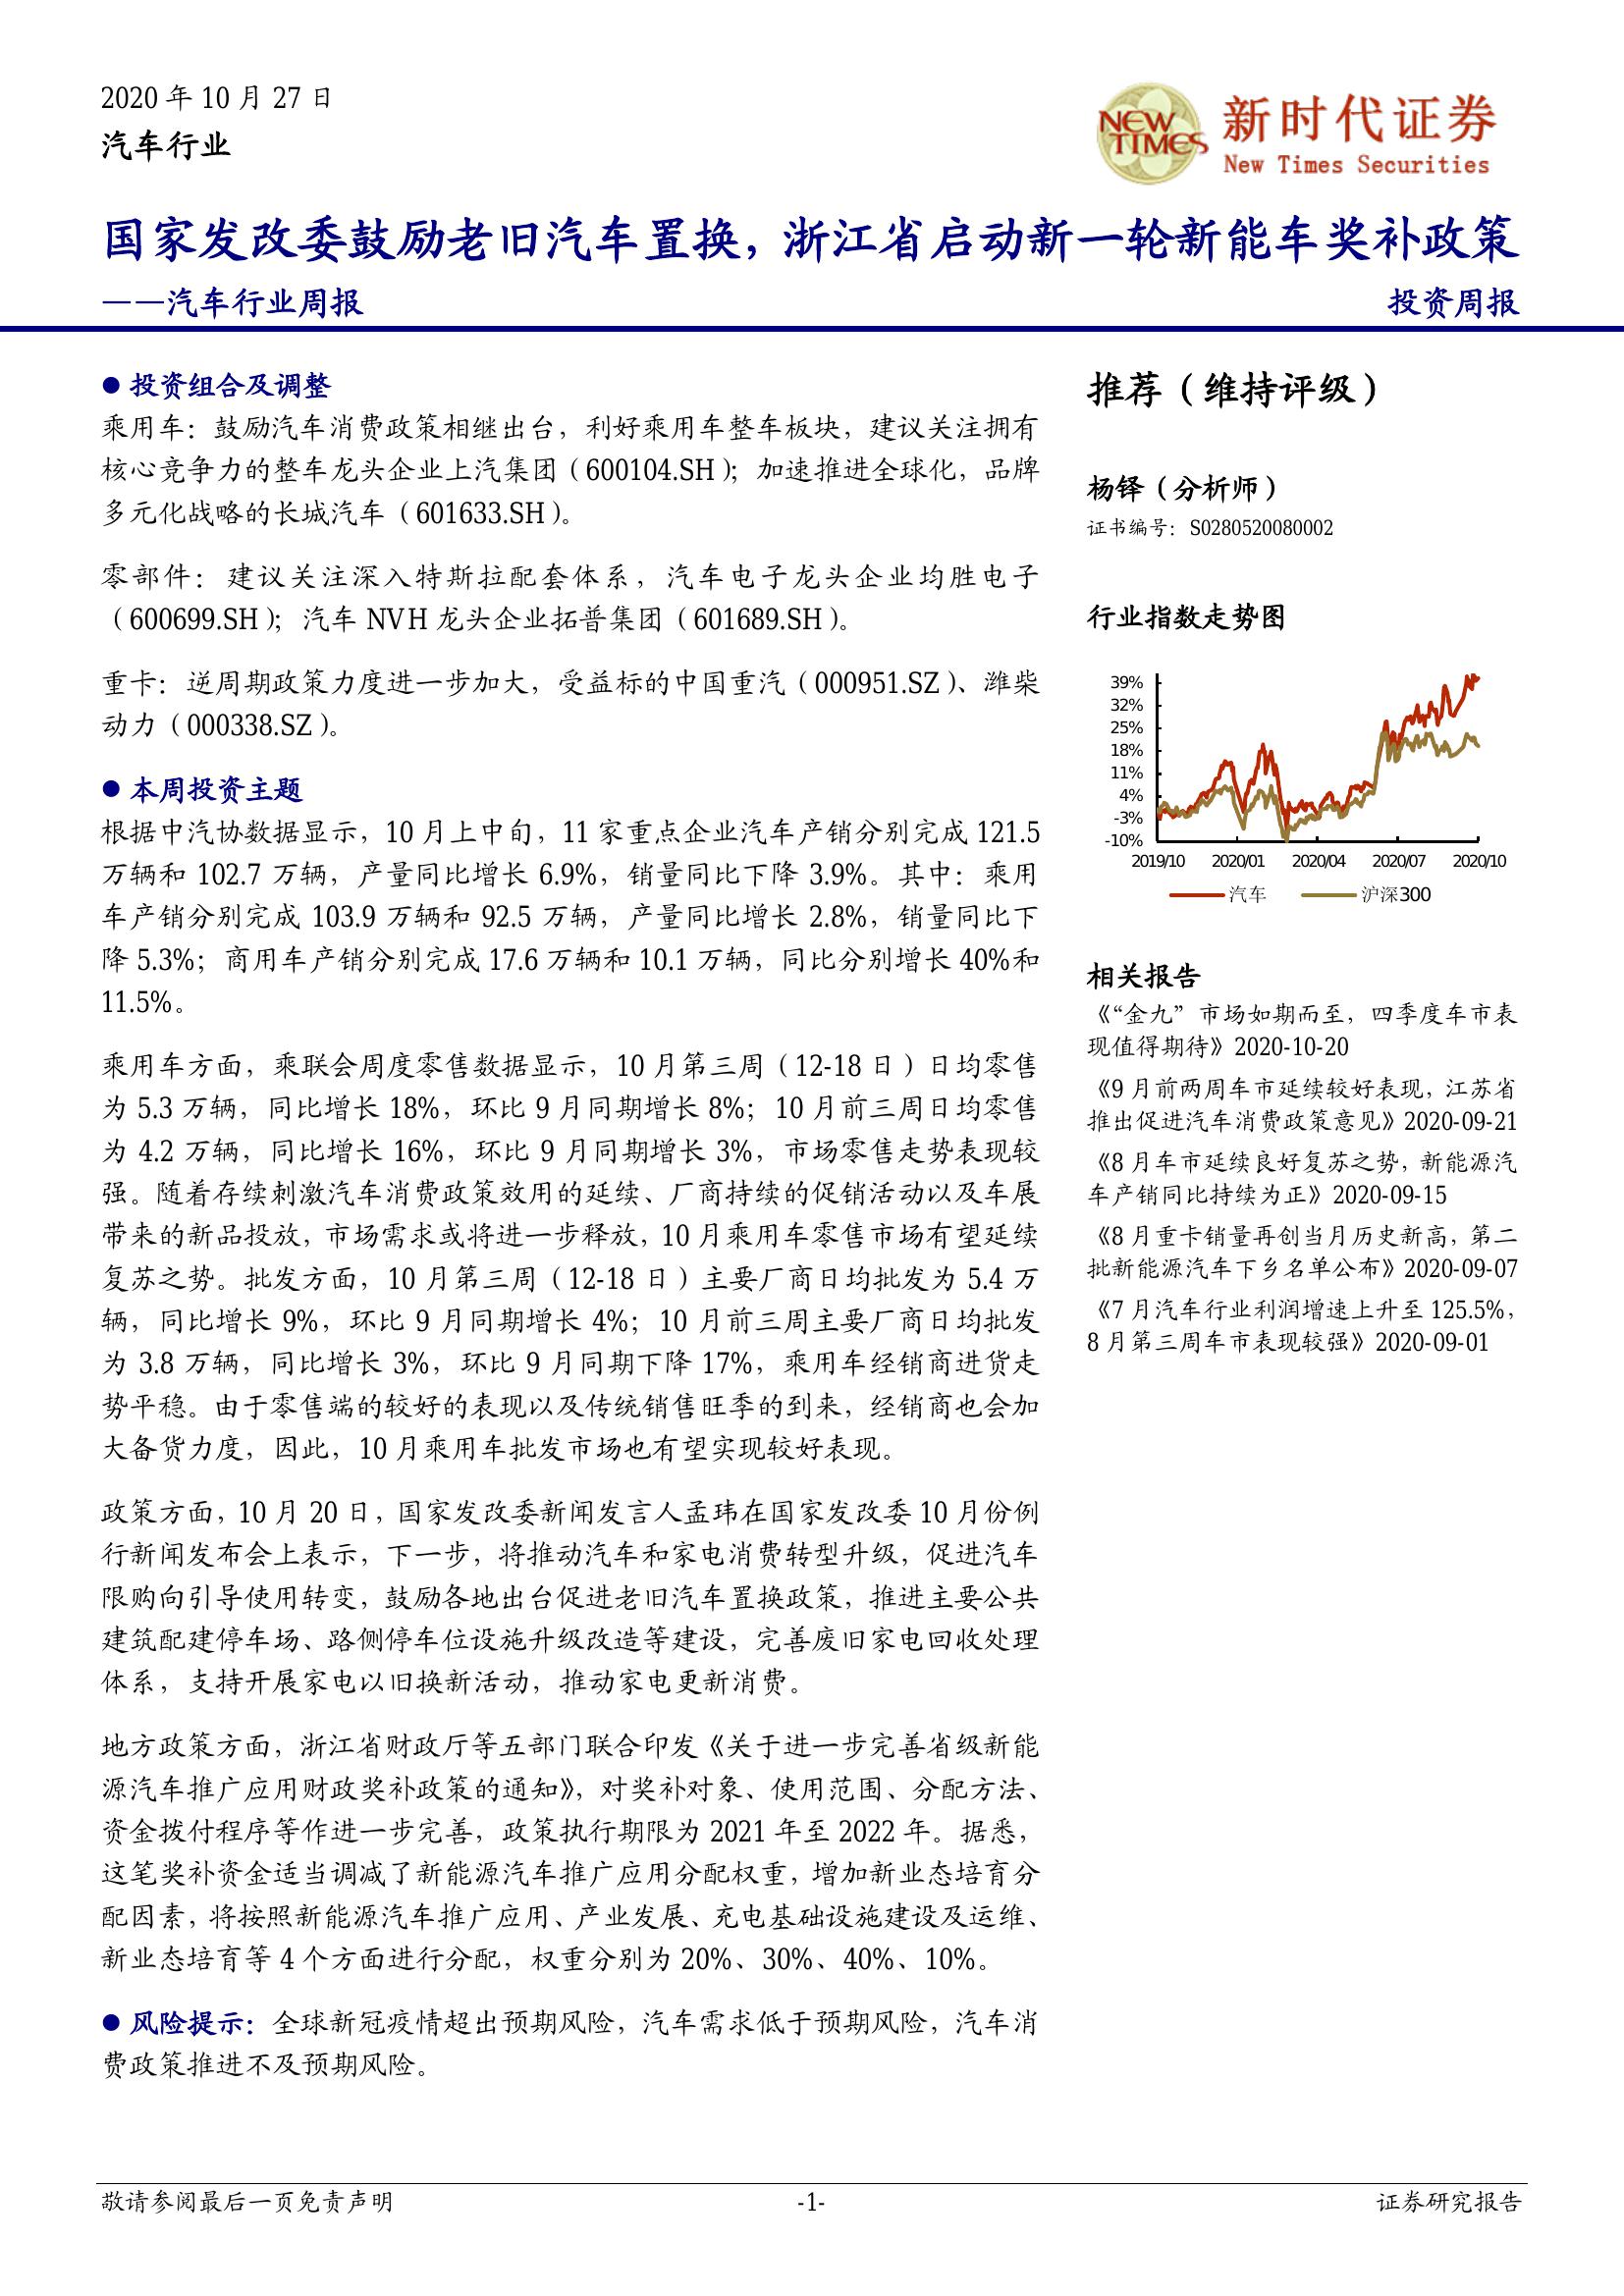 2020 年 10 月 27 日
汽车行业
NEW TIMES
新时代证券
New Times Securities
国家发改委鼓励老旧汽车置换，浙江省启动新一轮新能车奖补政策
——汽车行业周报
投资周报
● 投资组合及调整
乘用车：鼓励汽车消费政策相继出台，利好乘用车整车板块，建议关注拥有
核心竞争力的整车龙头企业上汽集团（600104.SH）；加速推进全球化，品牌
多元化战略的长城汽车（601633.SH）。
零部件：建议关注深入特斯拉配套体系，汽车电子龙头企业均胜电子
（600699.SH）；汽车 NVH 龙头企业拓普集团（601689.SH）。
重卡：逆周期政策力度进一步加大，受益标的中国重汽（000951.SZ）、潍柴
动力（000338.SZ）。
● 本周投资主题
根据中汽协数据显示，10 月上中旬，11 家重点企业汽车产销分别完成 121.5
万辆和 102.7 万辆，产量同比增长 6.9%，销量同比下降 3.9%。其中：乘用
车产销分别完成 103.9 万辆和 92.5 万辆，产量同比增长 2.8%，销量同比下
降 5.3%；商用车产销分别完成 17.6 万辆和 10.1 万辆，同比分别增长 40%和
11.5%。
乘用车方面，乘联会周度零售数据显示，10 月第三周（12-18 日）日均零售
为 5.3 万辆，同比增长 18%，环比 9 月同期增长 8%；10 月前三周日均零售
为 4.2 万辆，同比增长 16%，环比 9 月同期增长 3%，市场零售走势表现较
强。随着存续刺激汽车消费政策效用的延续、厂商持续的促销活动以及车展
带来的新品投放，市场需求或将进一步释放，10 月乘用车零售市场有望延续
复苏之势。批发方面，10 月第三周（12-18 日）主要厂商日均批发为 5.4 万
辆，同比增长 9%，环比 9 月同期增长 4%；10 月前三周主要厂商日均批发
为 3.8 万辆，同比增长 3%，环比 9 月同期下降 17%，乘用车经销商进货走
势平稳。由于零售端的较好的表现以及传统销售旺季的到来，经销商也会加
大备货力度，因此，10 月乘用车批发市场也有望实现较好表现。
政策方面，10 月 20 日，国家发改委新闻发言人孟玮在国家发改委 10 月份例
行新闻发布会上表示，下一步，将推动汽车和家电消费转型升级，促进汽车
限购向引导使用转变，鼓励各地出台促进老旧汽车置换政策，推进主要公共
建筑配建停车场、路侧停车位设施升级改造等建设，完善废旧家电回收处理
体系，支持开展家电以旧换新活动，推动家电更新消费。
地方政策方面，浙江省财政厅等五部门联合印发《关于进一步完善省级新能
源汽车推广应用财政奖补政策的通知》，对奖补对象、使用范围、分配方法、
资金拨付程序等作进一步完善，政策执行期限为 2021 年至 2022 年。据悉，
这笔奖补资金适当调减了新能源汽车推广应用分配权重，增加新业态培育分
配因素，将按照新能源汽车推广应用、产业发展、充电基础设施建设及运维、
新业态培育等 4 个方面进行分配，权重分别为 20%、30%、40%、10%。
● 风险提示：全球新冠疫情超出预期风险，汽车需求低于预期风险，汽车消
费政策推进不及预期风险。
推荐（维持评级）
杨铎（分析师）
证书编号：S0280520080002
行业指数走势图
39%
32%
25%
18%
11%
4%
-3%
-10%
2019/10 2020/01 2020/04 2020/07 2020/10
汽车 沪深300
相关报告
《“金九”市场如期而至，四季度车市表
现值得期待》2020-10-20
《9 月前两周车市延续较好表现，江苏省
推出促进汽车消费政策意见》2020-09-21
《8 月车市延续良好复苏之势，新能源汽
车产销同比持续为正》2020-09-15
《8 月重卡销量再创当月历史新高，第二
批新能源汽车下乡名单公布》2020-09-07
《7 月汽车行业利润增速上升至 125.5%，
8 月第三周车市表现较强》2020-09-01
敬请参阅最后一页免责声明
-1-
证券研究报告